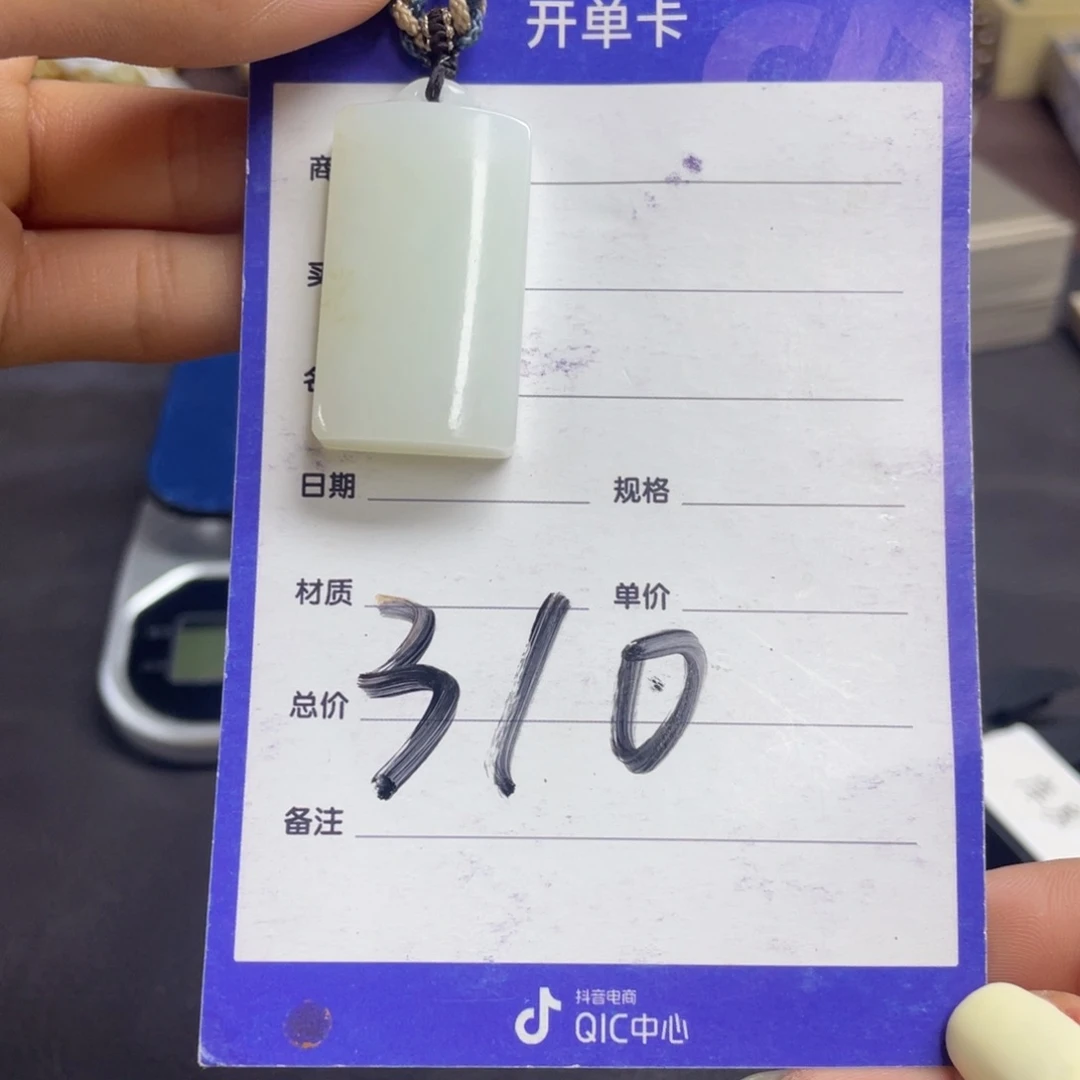 开单卡
商
买
日期 规格
材质 单价
310
总价
备注
抖音电商
QIC中心